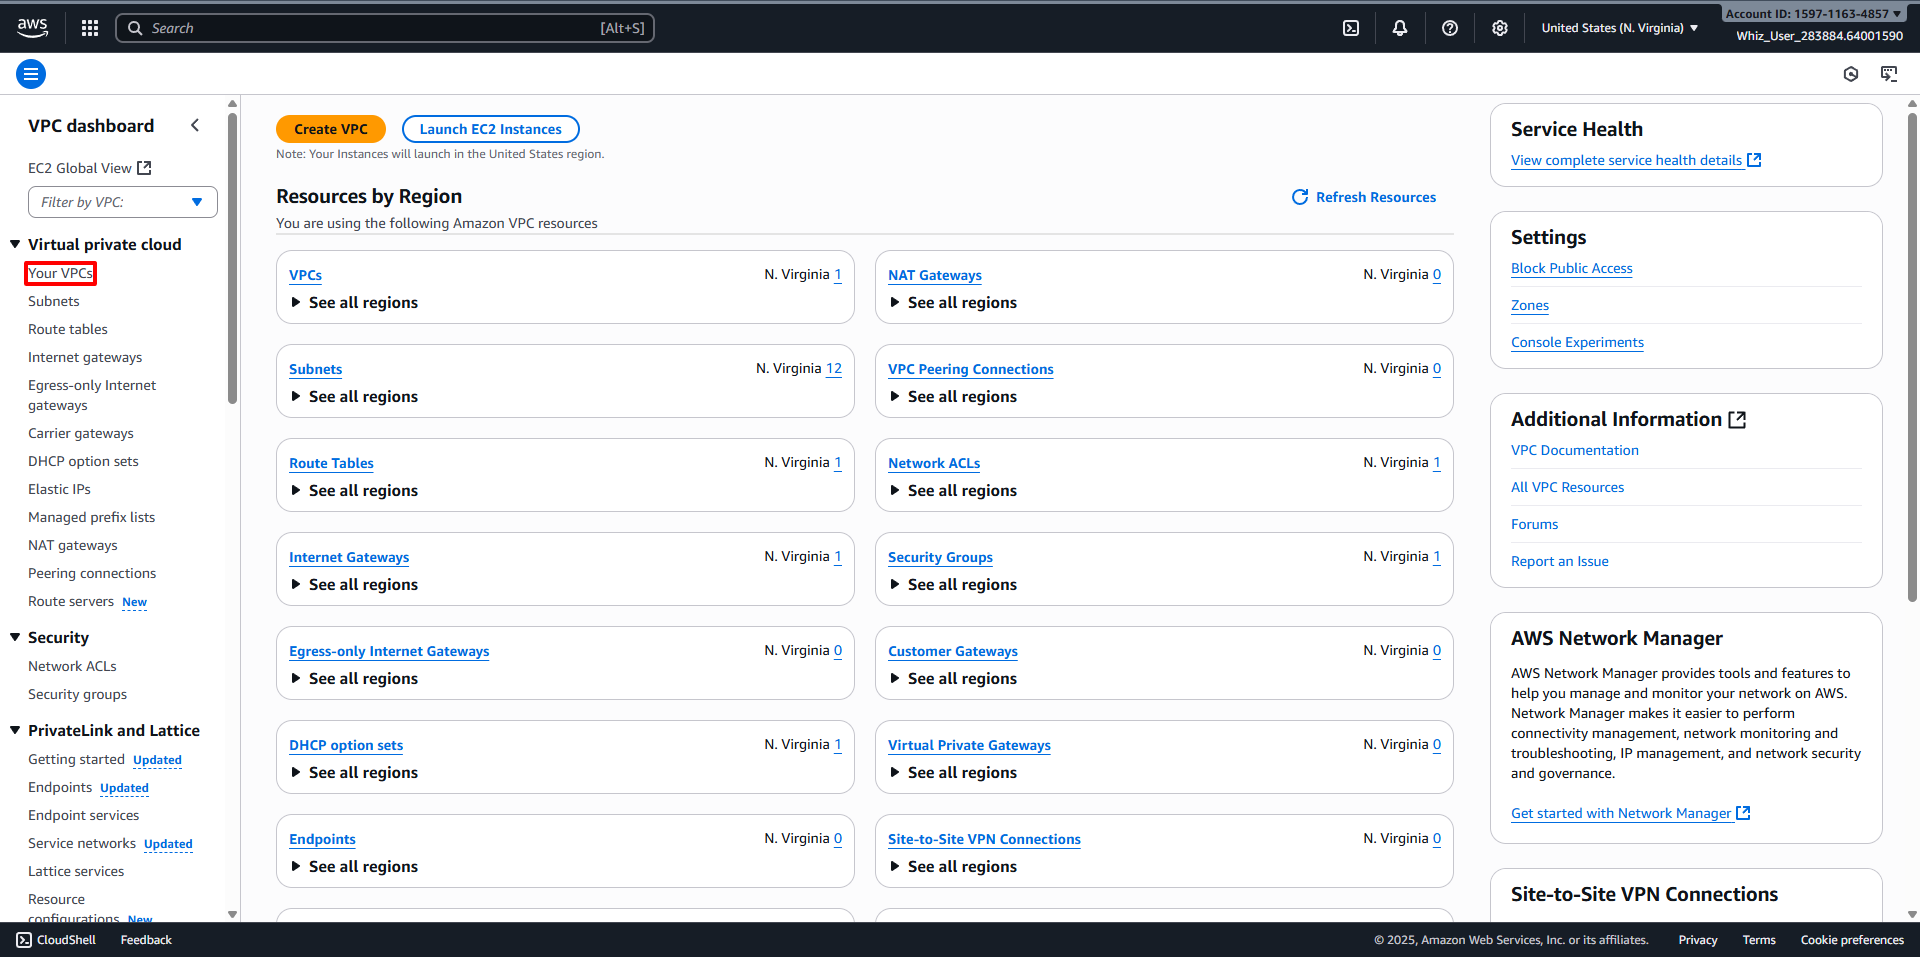 aws
Search [Alt+S]
United States (N. Virginia)
Account ID: 1597-1163-4857
Whiz_User_283884.64001590
VPC dashboard
EC2 Global View
Filter by VPC:
Virtual private cloud
Your VPCs
Subnets
Route tables
Internet gateways
Egress-only Internet
gateways
Carrier gateways
DHCP option sets
Elastic IPs
Managed prefix lists
NAT gateways
Peering connections
Route servers New
Security
Network ACLs
Security groups
PrivateLink and Lattice
Getting started Updated
Endpoints Updated
Endpoint services
Service networks Updated
Lattice services
Resource
configurations New
Create VPC
Launch EC2 Instances
Note: Your Instances will launch in the United States region.
Resources by Region
Refresh Resources
You are using the following Amazon VPC resources
VPCs N. Virginia 1
See all regions
NAT Gateways N. Virginia 0
See all regions
Subnets N. Virginia 12
See all regions
VPC Peering Connections N. Virginia 0
See all regions
Route Tables N. Virginia 1
See all regions
Network ACLs N. Virginia 1
See all regions
Internet Gateways N. Virginia 1
See all regions
Security Groups N. Virginia 1
See all regions
Egress-only Internet Gateways N. Virginia 0
See all regions
Customer Gateways N. Virginia 0
See all regions
DHCP option sets N. Virginia 1
See all regions
Virtual Private Gateways N. Virginia 0
See all regions
Endpoints N. Virginia 0
See all regions
Site-to-Site VPN Connections N. Virginia 0
See all regions
Service Health
View complete service health details
Settings
Block Public Access
Zones
Console Experiments
Additional Information
VPC Documentation
All VPC Resources
Forums
Report an Issue
AWS Network Manager
AWS Network Manager provides tools and features to
help you manage and monitor your network on AWS.
Network Manager makes it easier to perform
connectivity management, network monitoring and
troubleshooting, IP management, and network security
and governance.
Get started with Network Manager
Site-to-Site VPN Connections
CloudShell
Feedback
© 2025, Amazon Web Services, Inc. or its affiliates.
Privacy
Terms
Cookie preferences